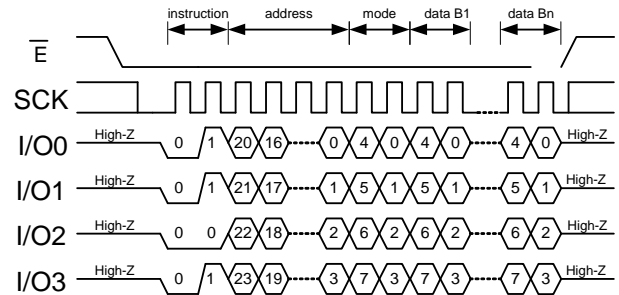 instruction address mode data B1 data Bn
E
SCK
I/O0 High-Z 0 1 20 16 0 4 0 4 0 4 0 High-Z
I/O1 High-Z 0 1 21 17 1 5 1 5 1 5 1 High-Z
I/O2 High-Z 0 0 22 18 2 6 2 6 2 6 2 High-Z
I/O3 High-Z 0 1 23 19 3 7 3 7 3 7 3 High-Z